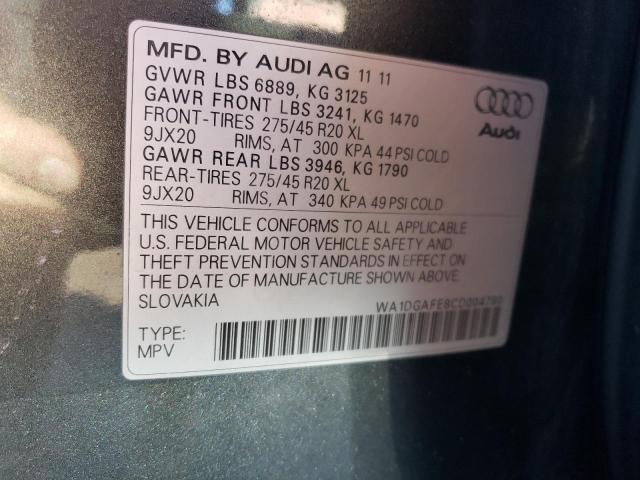 MFD. BY AUDI AG 11 11
GVWR LBS 6889, KG 3125
GAWR FRONT LBS 3241, KG 1470
FRONT-TIRES 275/45 R20 XL
9JX20 RIMS, AT 300 KPA 44 PSI COLD
GAWR REAR LBS 3946, KG 1790
REAR-TIRES 275/45 R20 XL
9JX20 RIMS, AT 340 KPA 49 PSI COLD
Audi
THIS VEHICLE CONFORMS TO ALL APPLICABLE
U.S. FEDERAL MOTOR VEHICLE SAFETY AND
THEFT PREVENTION STANDARDS IN EFFECT ON
THE DATE OF MANUFACTURE SHOWN ABOVE.
SLOVAKIA
WA1DGAFE8CD004790
TYPE:
MPV